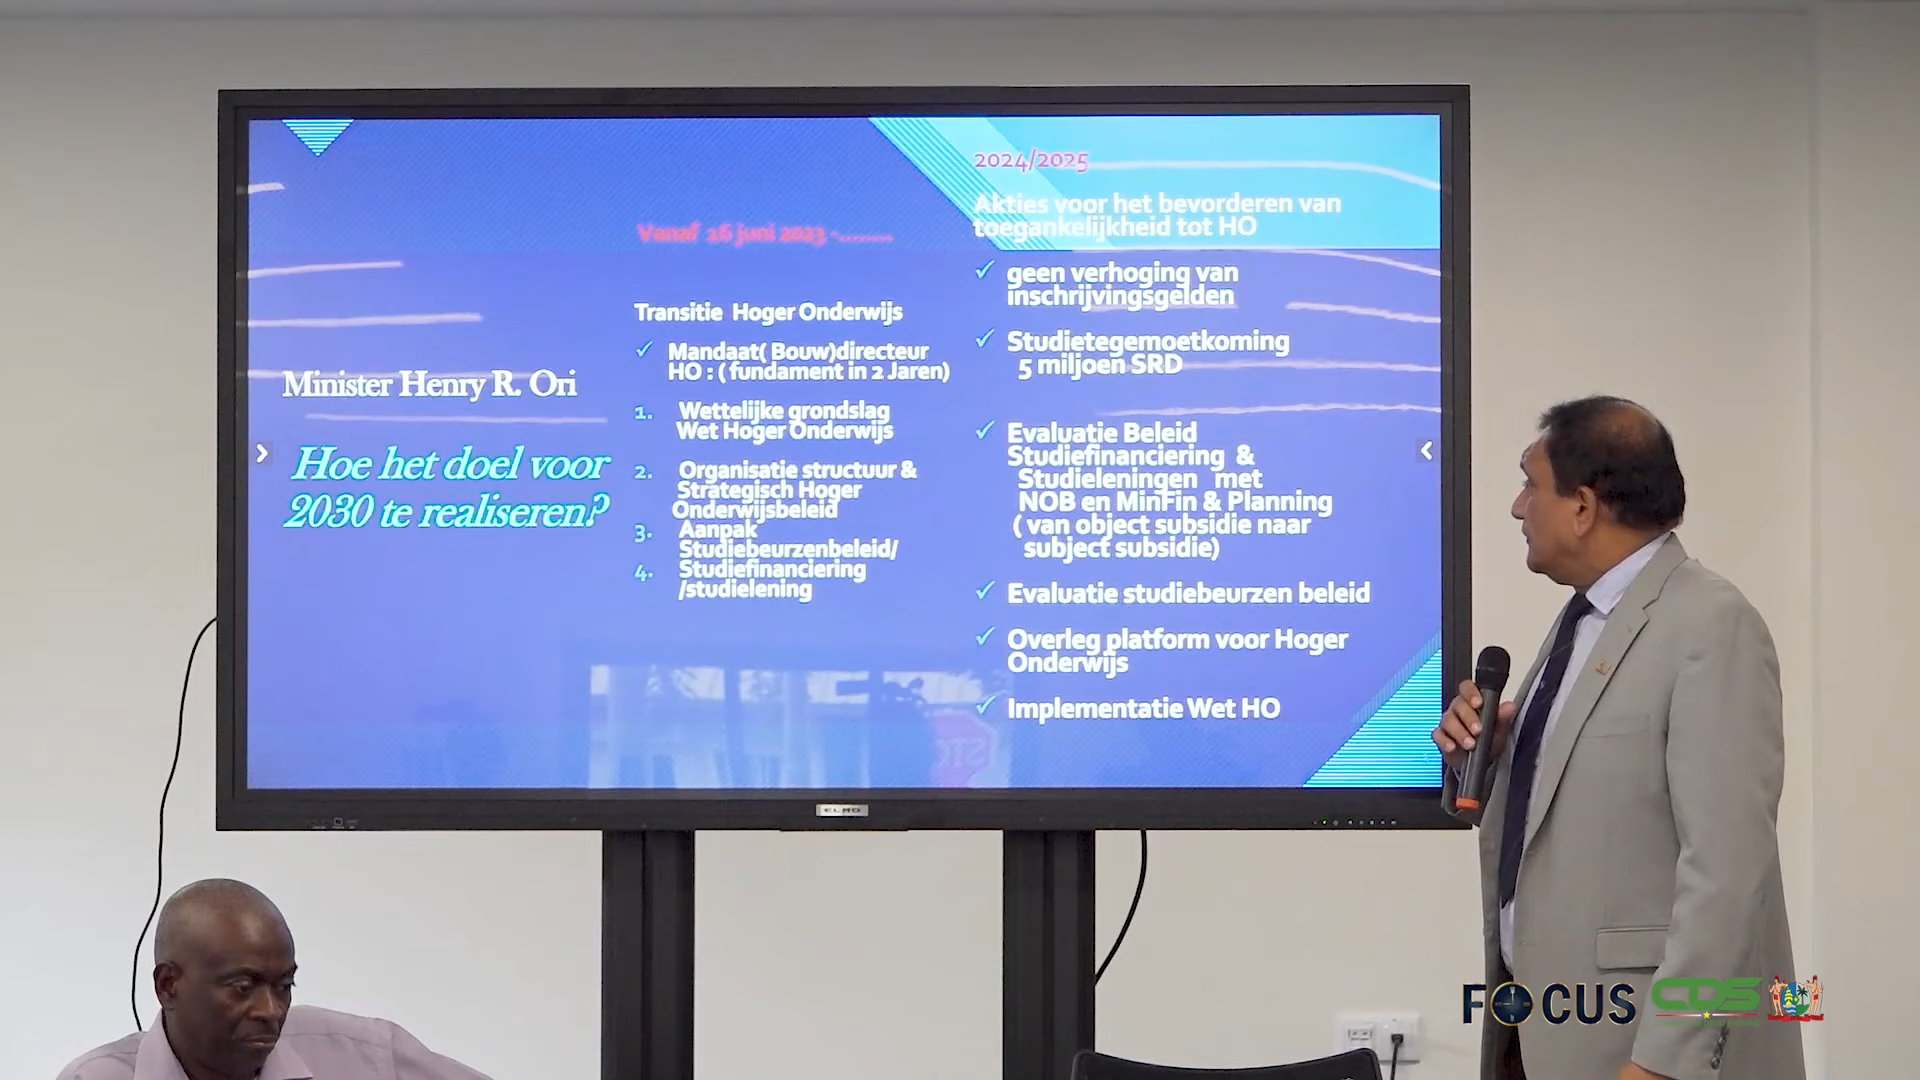 Minister Henry R. Ori
Hoe het doel voor
2030 te realiseren?
Vanaf 26 juni 2023 -........
Transitie Hoger Onderwijs
✓ Mandaat( Bouw)directeur
HO : ( fundament in 2 Jaren)
1. Wettelijke grondslag
Wet Hoger Onderwijs
2. Organisatie structuur &
Strategisch Hoger
Onderwijsbeleid
3. Aanpak
Studiebeurzenbeleid/
4. Studiefinanciering
/studielening
2024/2025
Akties voor het bevorderen van
toegankelijkheid tot HO
✓ geen verhoging van
inschrijvingsgelden
✓ Studietegemoetkoming
5 miljoen SRD
✓ Evaluatie Beleid
Studiefinanciering &
Studieleningen met
NOB en MinFin & Planning
( van object subsidie naar
subject subsidie)
✓ Evaluatie studiebeurzen beleid
✓ Overleg platform voor Hoger
Onderwijs
✓ Implementatie Wet HO
ELMO
FOCUS
CDS